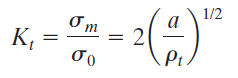 K_t = σ_m / σ_0 = 2 (a / ρ_t)^{1/2}